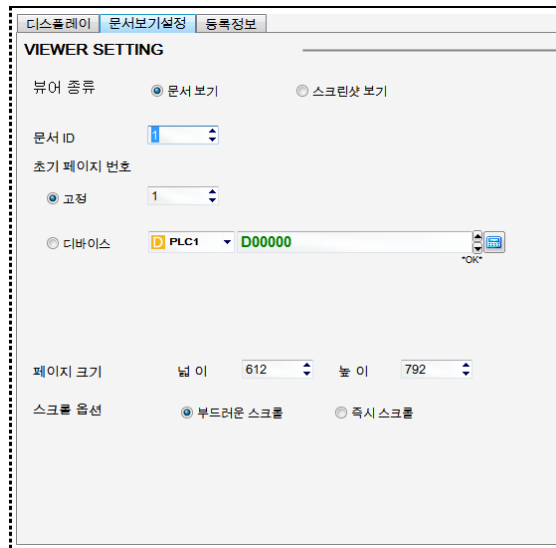 디스플레이 문서보기설정 등록정보
VIEWER SETTING
뷰어 종류 문서 보기 스크린샷 보기
문서 ID 1
초기 페이지 번호
고정 1
디바이스 D PLC1 D00000
*OK*
페이지 크기 넓 이 612 높 이 792
스크롤 옵션 부드러운 스크롤 즉시 스크롤